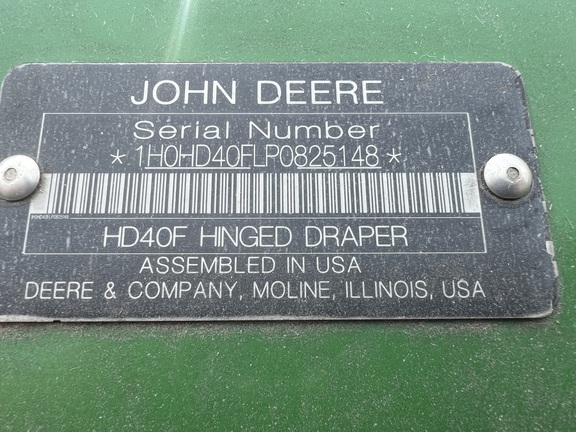 JOHN DEERE
Serial Number
*1H0HD40FLP0825148*
HD40F HINGED DRAPER
ASSEMBLED IN USA
DEERE & COMPANY, MOLINE, ILLINOIS, USA